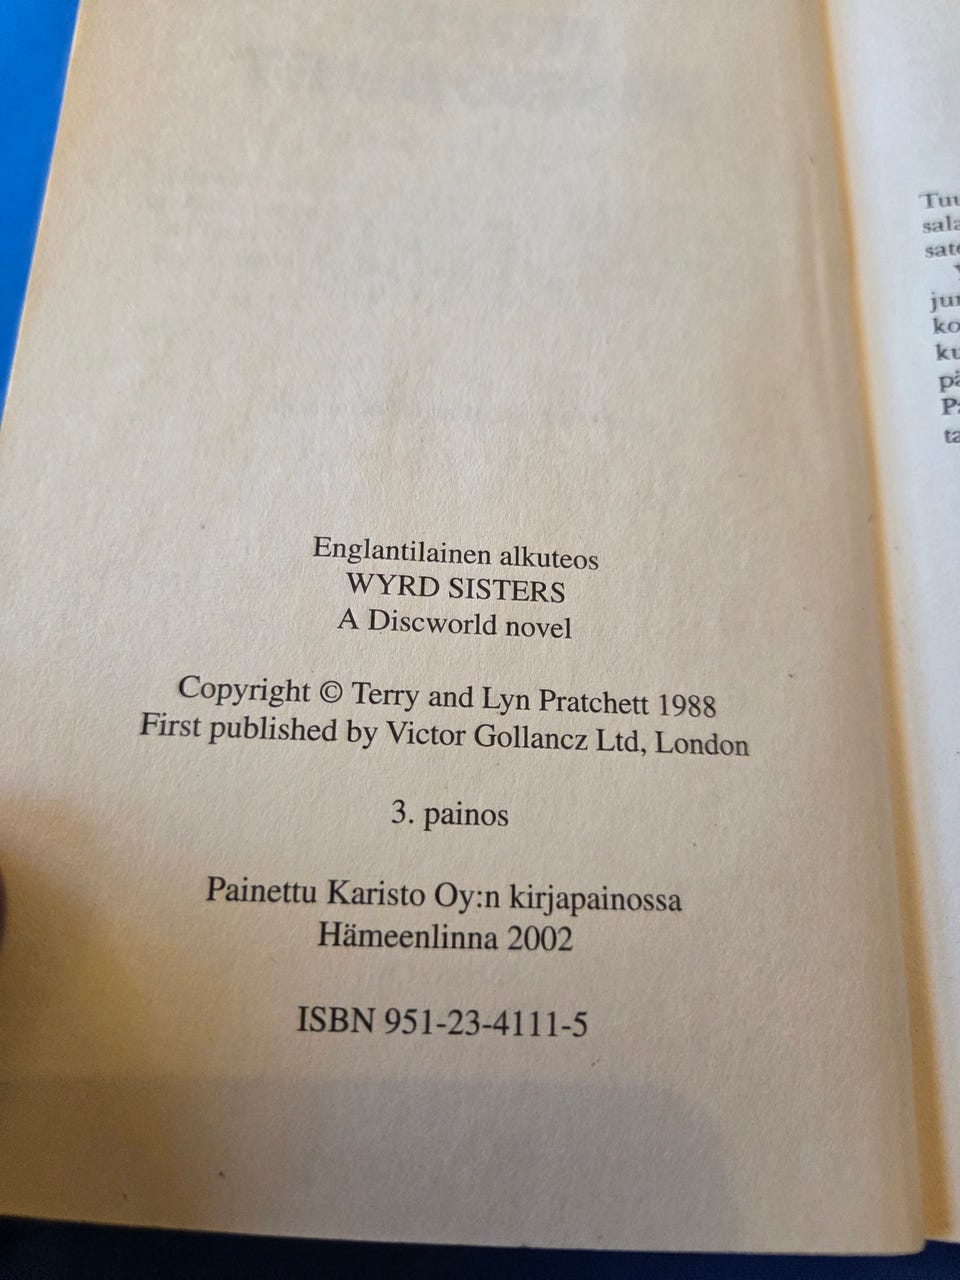 Englantilainen alkuteos
WYRD SISTERS
A Discworld novel
Copyright © Terry and Lyn Pratchett 1988
First published by Victor Gollancz Ltd, London
3. painos
Painettu Karisto Oy:n kirjapainossa
Hämeenlinna 2002
ISBN 951-23-4111-5